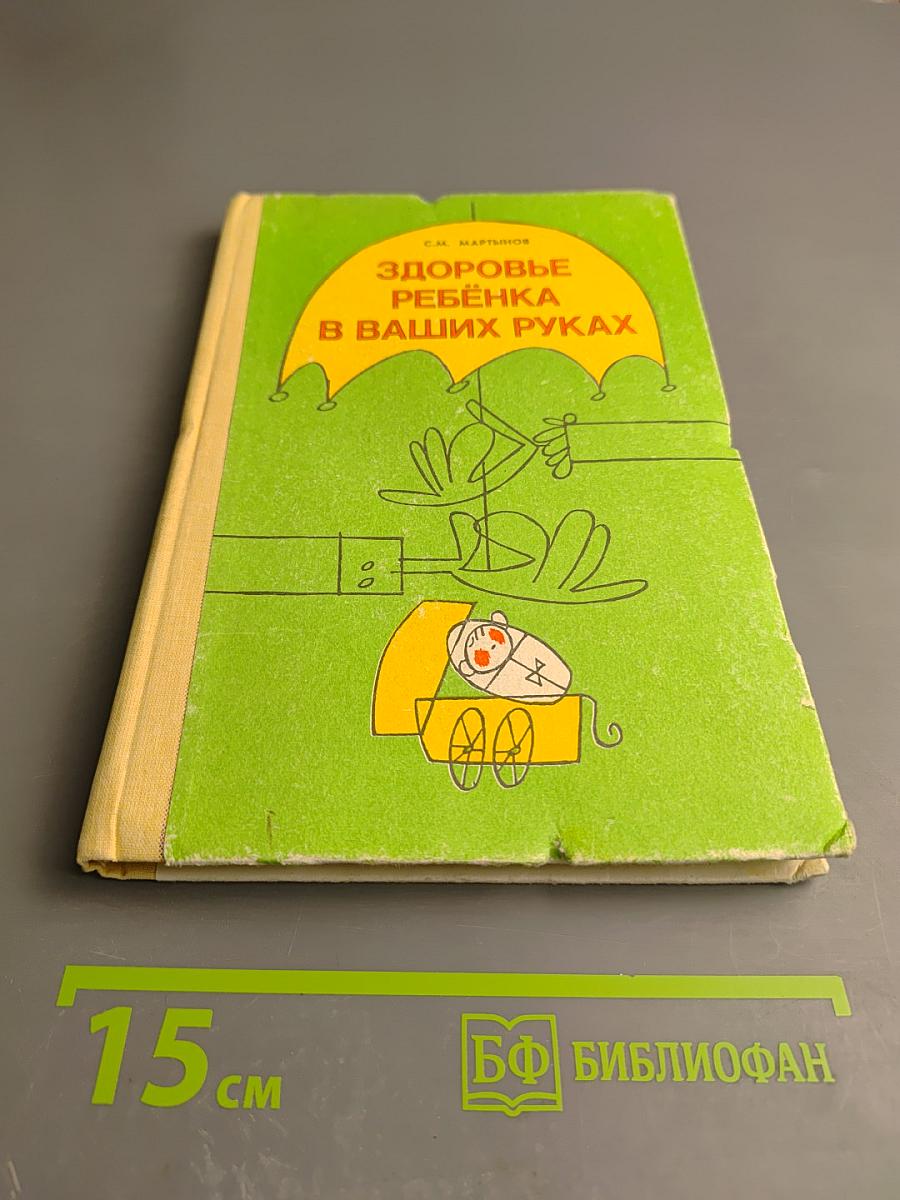 С.М. МАРТЫНОВ
ЗДОРОВЬЕ
РЕБЁНКА
В ВАШИХ РУКАХ
15 см
БФ БИБЛИОФАН